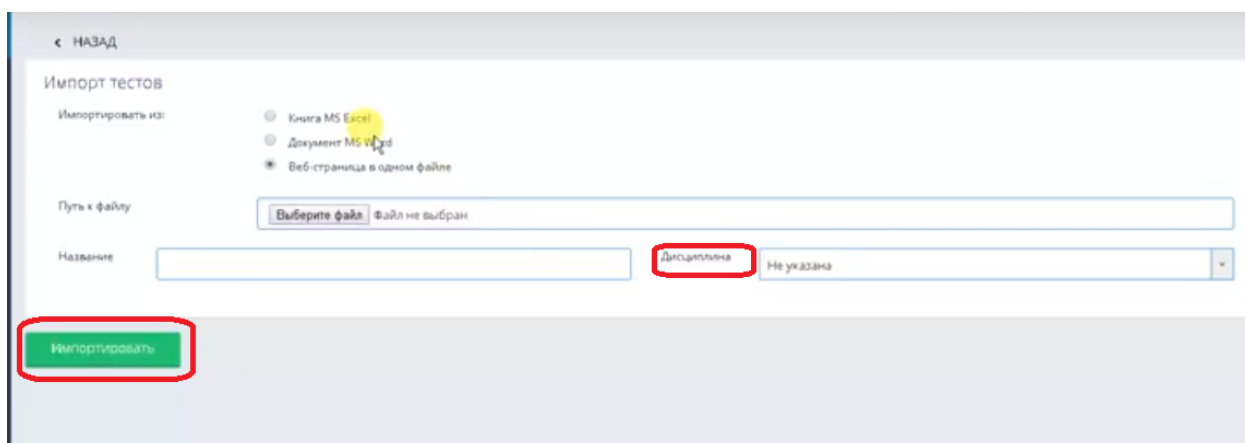 НАЗАД
Импорт тестов
Импортировать из:
Книга MS Excel
Документ MS Word
Веб-страница в одном файле
Путь к файлу
Выберите файл Файл не выбран
Название
Дисциплина
Не указана
Импортировать